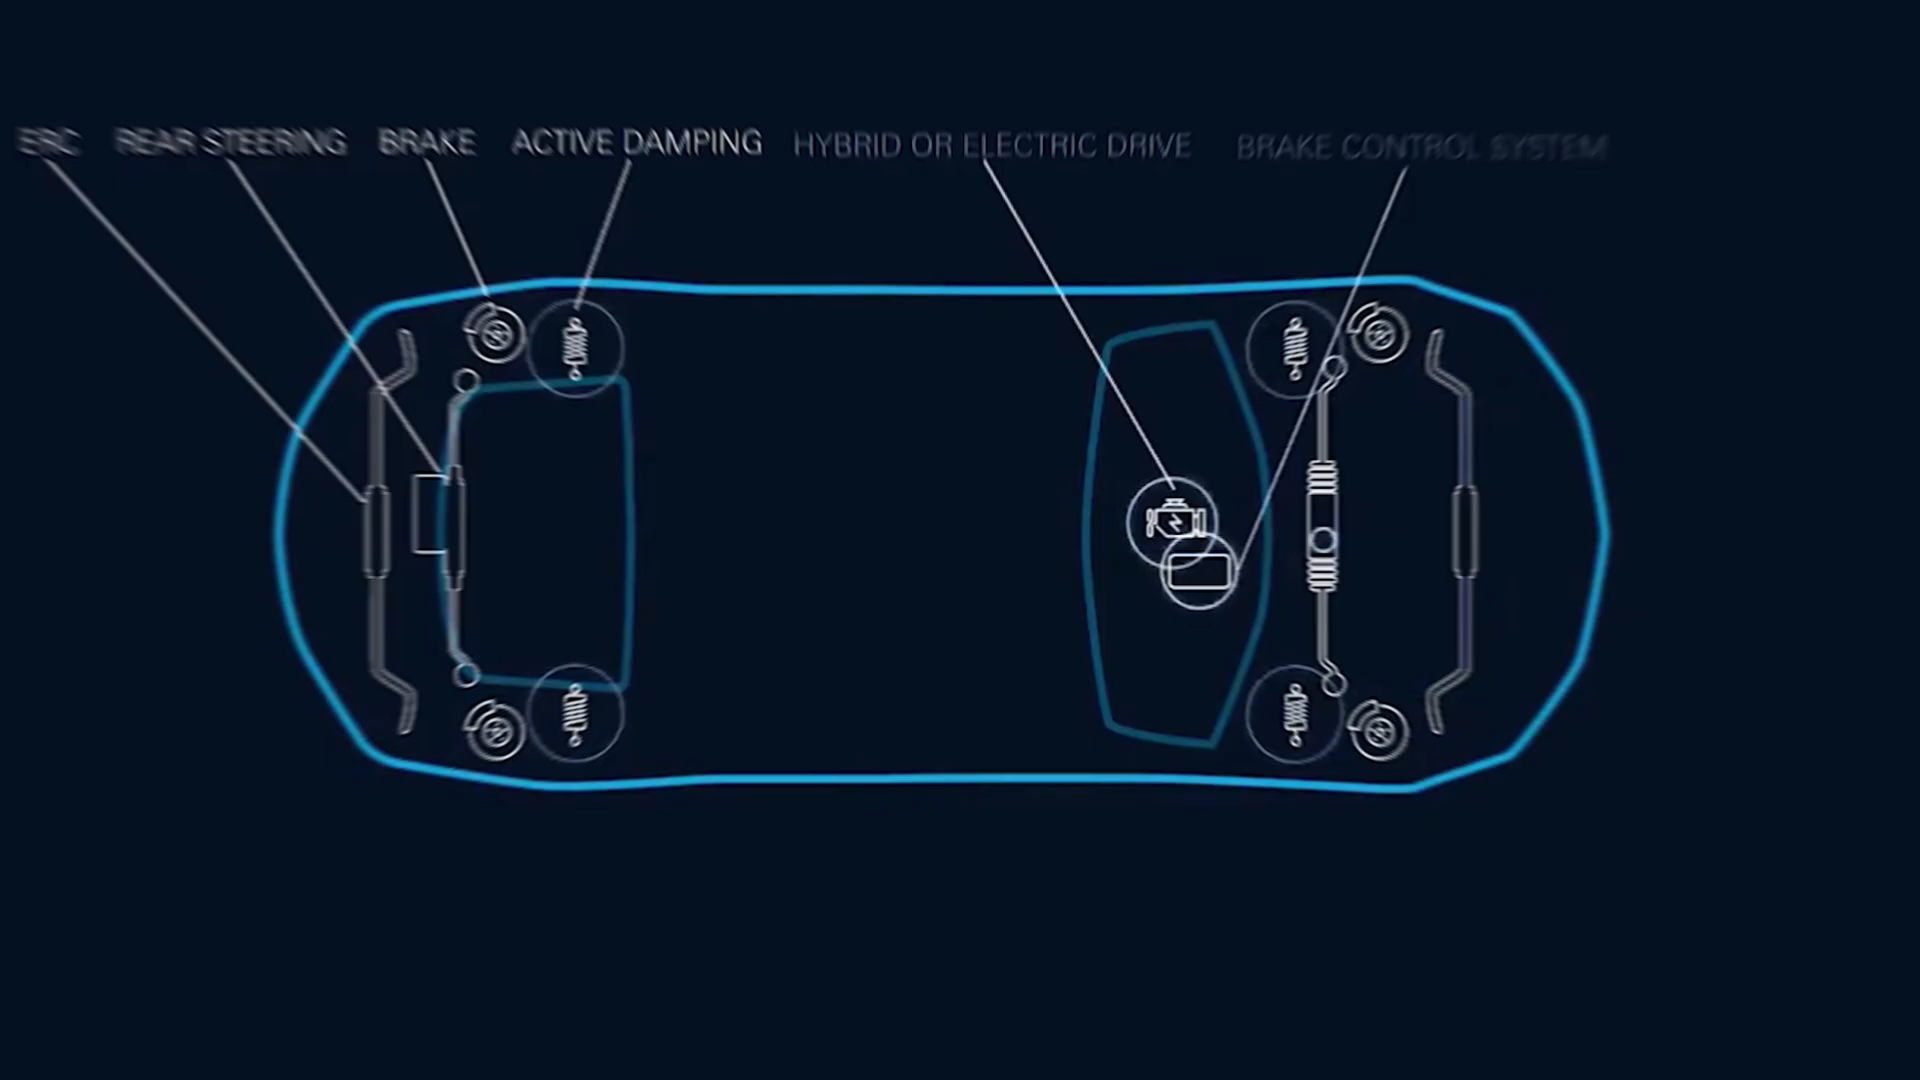 ERC REAR STEERING BRAKE ACTIVE DAMPING HYBRID OR ELECTRIC DRIVE BRAKE CONTROL SYSTEM